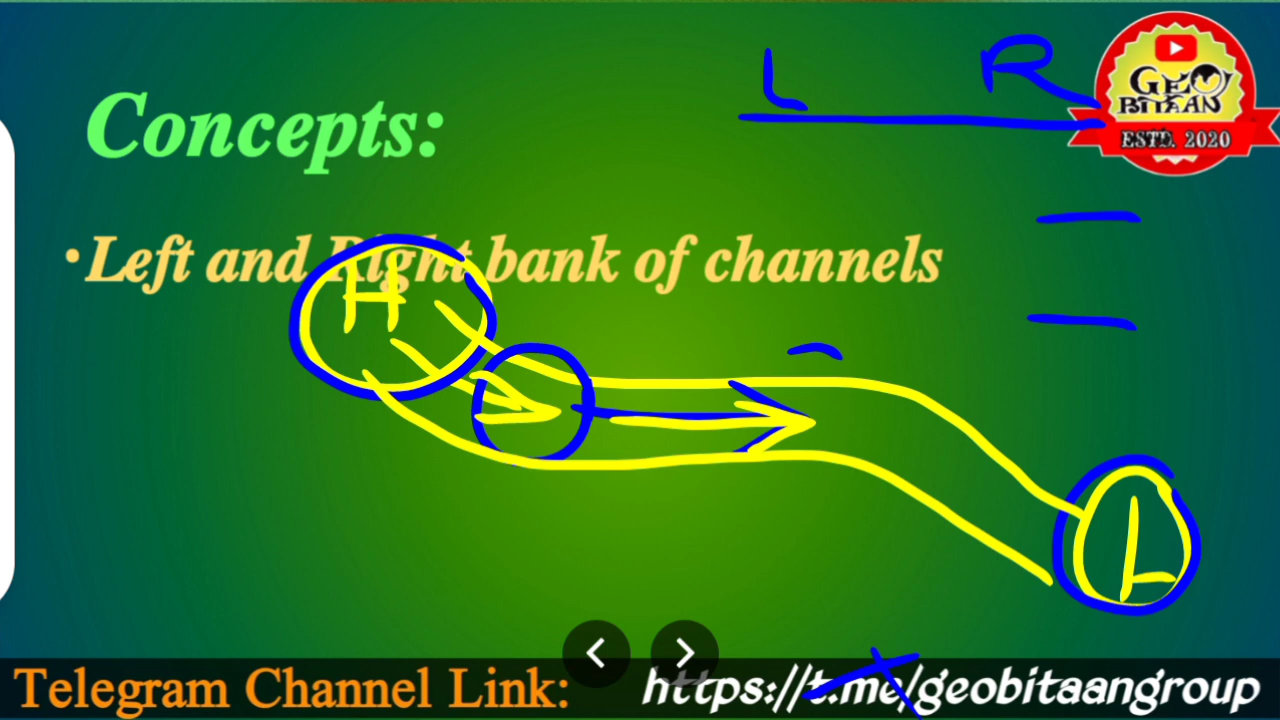 L R
GEO
BITAAN
ESTD. 2020
Concepts:
•Left and Right bank of channels
H
L
Telegram Channel Link: https://t.me/geobitaangroup